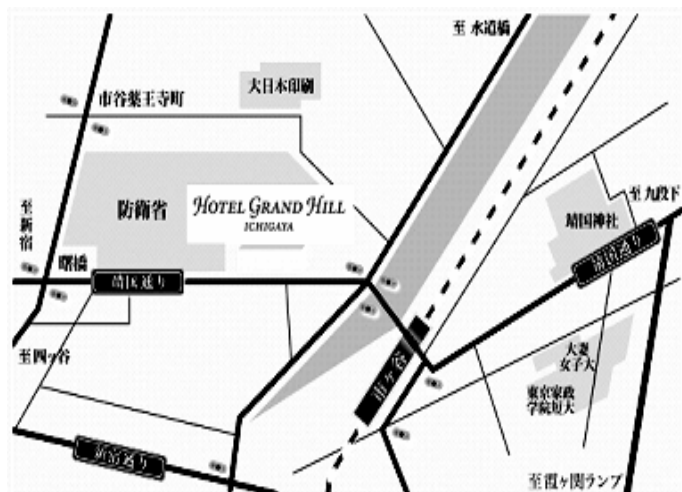 至 水道橋
大日本印刷
市谷薬王寺町
至新宿
防衛省
HOTEL GRAND HILL
ICHIGAYA
至 九段下
靖国神社
靖国通り
曙橋
靖国通り
至四ッ谷
市ヶ谷
大妻
女子大
東京家政
学院短大
新宿通り
至霞ヶ関ランプ